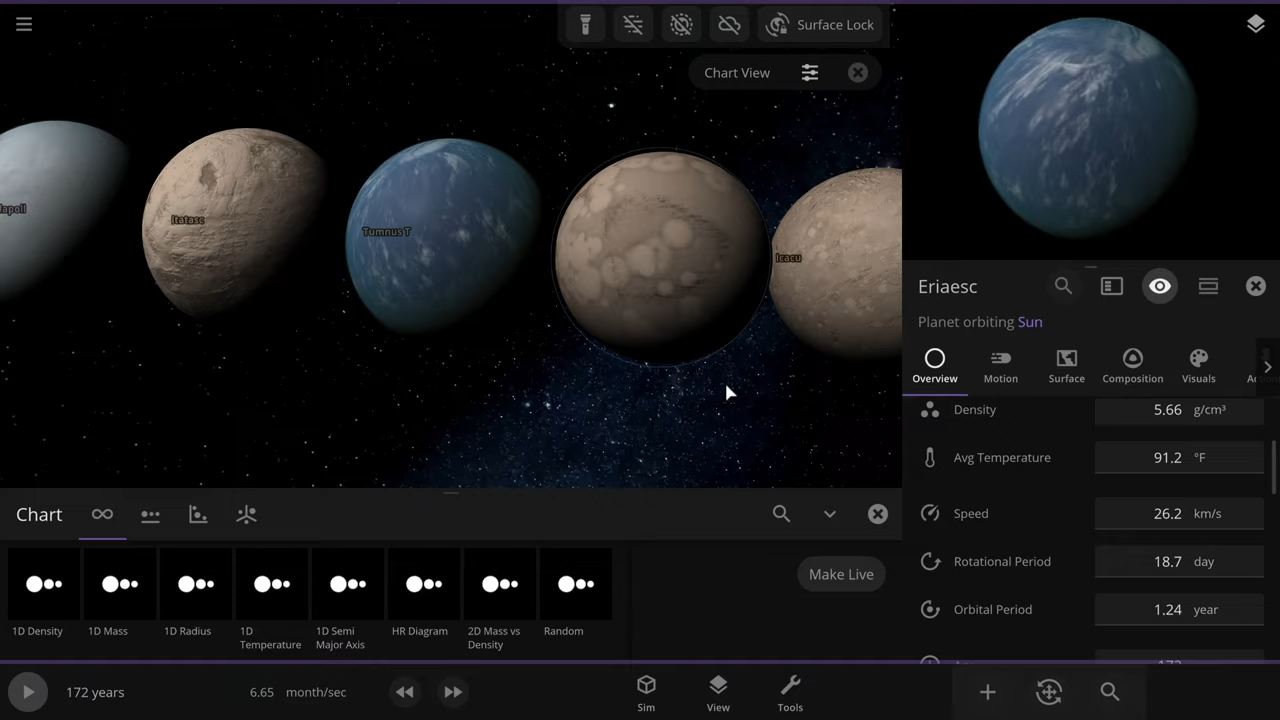 Surface Lock
Chart View
Itatasc
Tumnus T
Icacu
Eriaesc
Planet orbiting Sun
Overview
Motion
Surface
Composition
Visuals
Density
5.66 g/cm³
Avg Temperature
91.2 °F
Speed
26.2 km/s
Rotational Period
18.7 day
Orbital Period
1.24 year
Chart
Make Live
1D Density
1D Mass
1D Radius
1D
Temperature
1D Semi
Major Axis
HR Diagram
2D Mass vs
Density
Random
172 years
6.65 month/sec
Sim
View
Tools